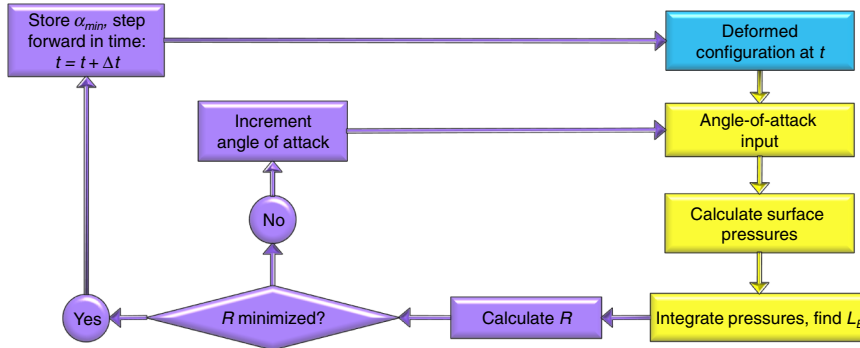 Store αmin, step
forward in time:
t = t + Δt
Deformed
configuration at t
Increment
angle of attack
Angle-of-attack
input
No
Calculate surface
pressures
Yes
R minimized?
Calculate R
Integrate pressures, find L